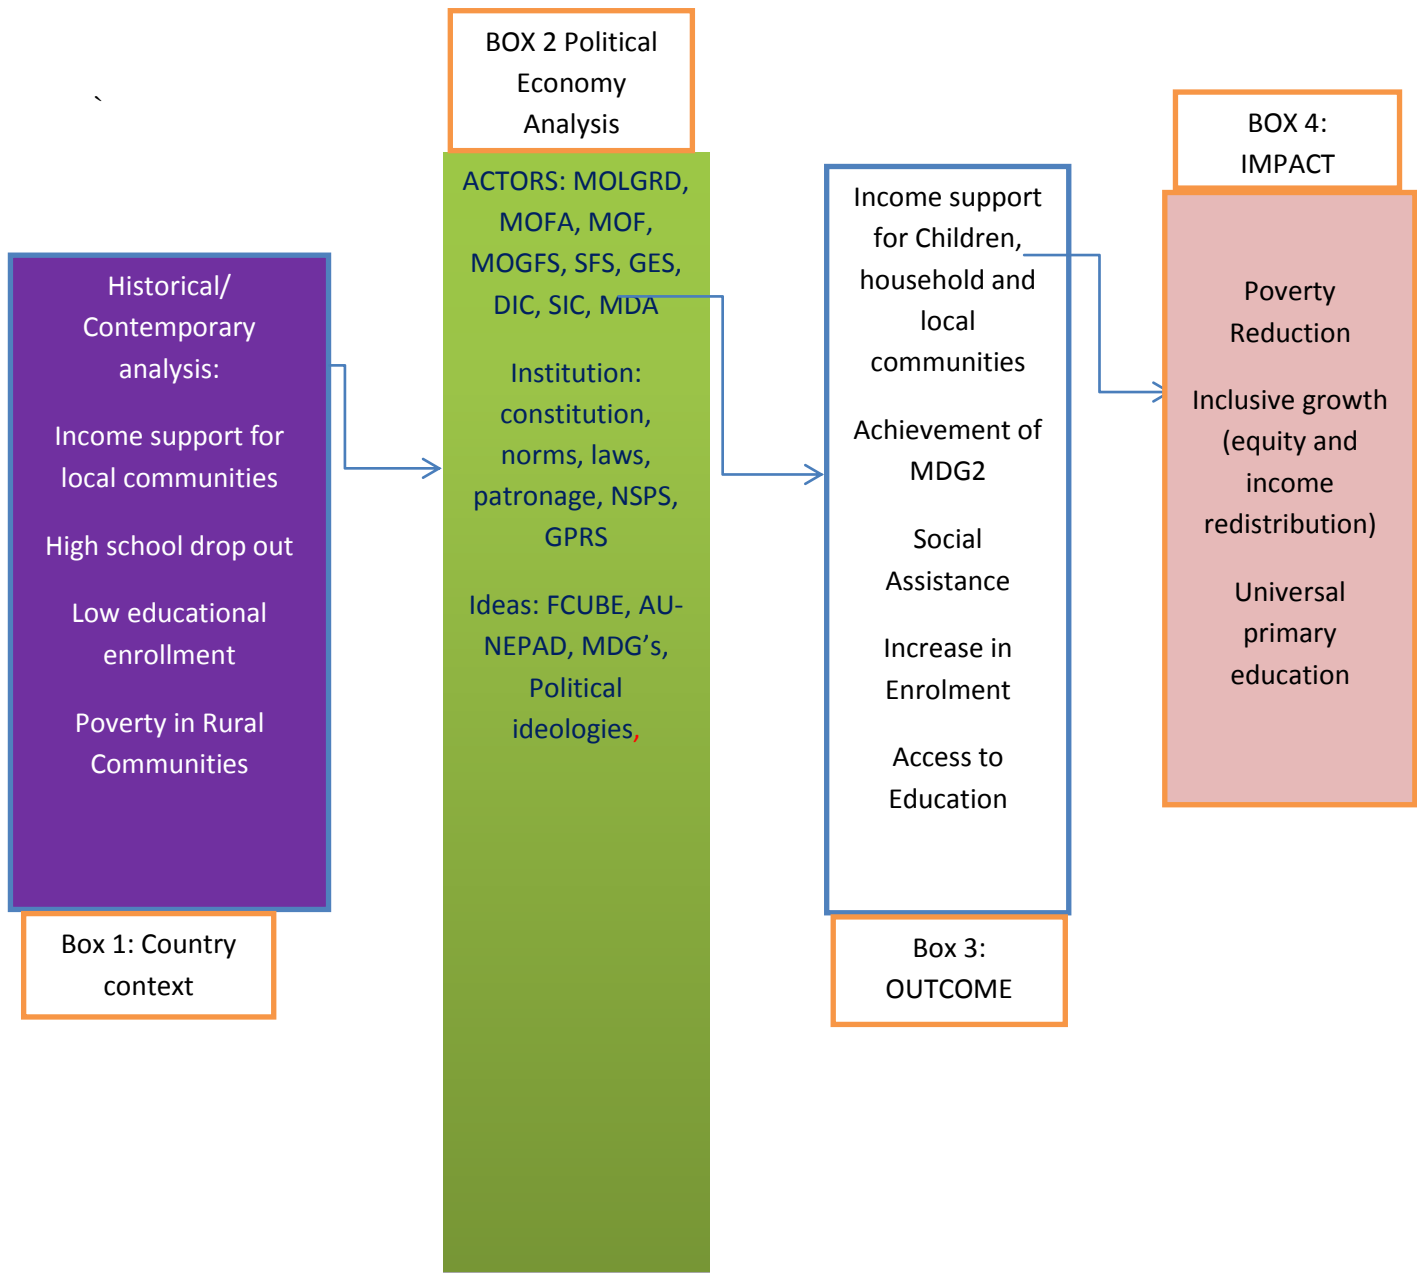 `
Historical/
Contemporary
analysis:
Income support for
local communities
High school drop out
Low educational
enrollment
Poverty in Rural
Communities
Box 1: Country
context
BOX 2 Political
Economy
Analysis
ACTORS: MOLGRD,
MOFA, MOF,
MOGFS, SFS, GES,
DIC, SIC, MDA
Institution:
constitution,
norms, laws,
patronage, NSPS,
GPRS
Ideas: FCUBE, AU-
NEPAD, MDG’s,
Political
ideologies,
Income support
for Children,
household and
local
communities
Achievement of
MDG2
Social
Assistance
Increase in
Enrolment
Access to
Education
Box 3:
OUTCOME
BOX 4:
IMPACT
Poverty
Reduction
Inclusive growth
(equity and
income
redistribution)
Universal
primary
education